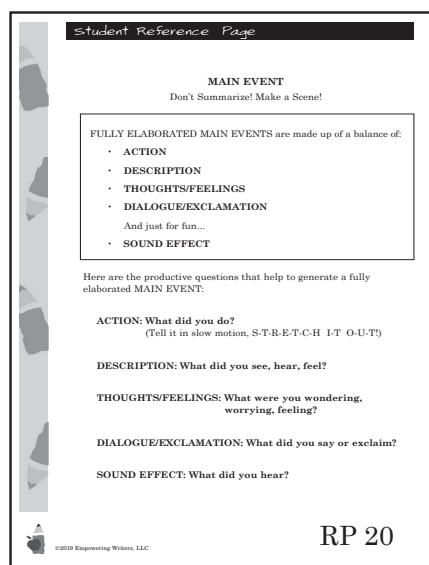 Student Reference Page
MAIN EVENT
Don't Summarize! Make a Scene!
FULLY ELABORATED MAIN EVENTS are made up of a balance of:
• ACTION
• DESCRIPTION
• THOUGHTS/FEELINGS
• DIALOGUE/EXCLAMATION
And just for fun...
• SOUND EFFECT
Here are the productive questions that help to generate a fully
elaborated MAIN EVENT:
ACTION: What did you do?
(Tell it in slow motion, S-T-R-E-T-C-H I-T O-U-T!)
DESCRIPTION: What did you see, hear, feel?
THOUGHTS/FEELINGS: What were you wondering,
worrying, feeling?
DIALOGUE/EXCLAMATION: What did you say or exclaim?
SOUND EFFECT: What did you hear?
©2019 Empowering Writers, LLC
RP 20